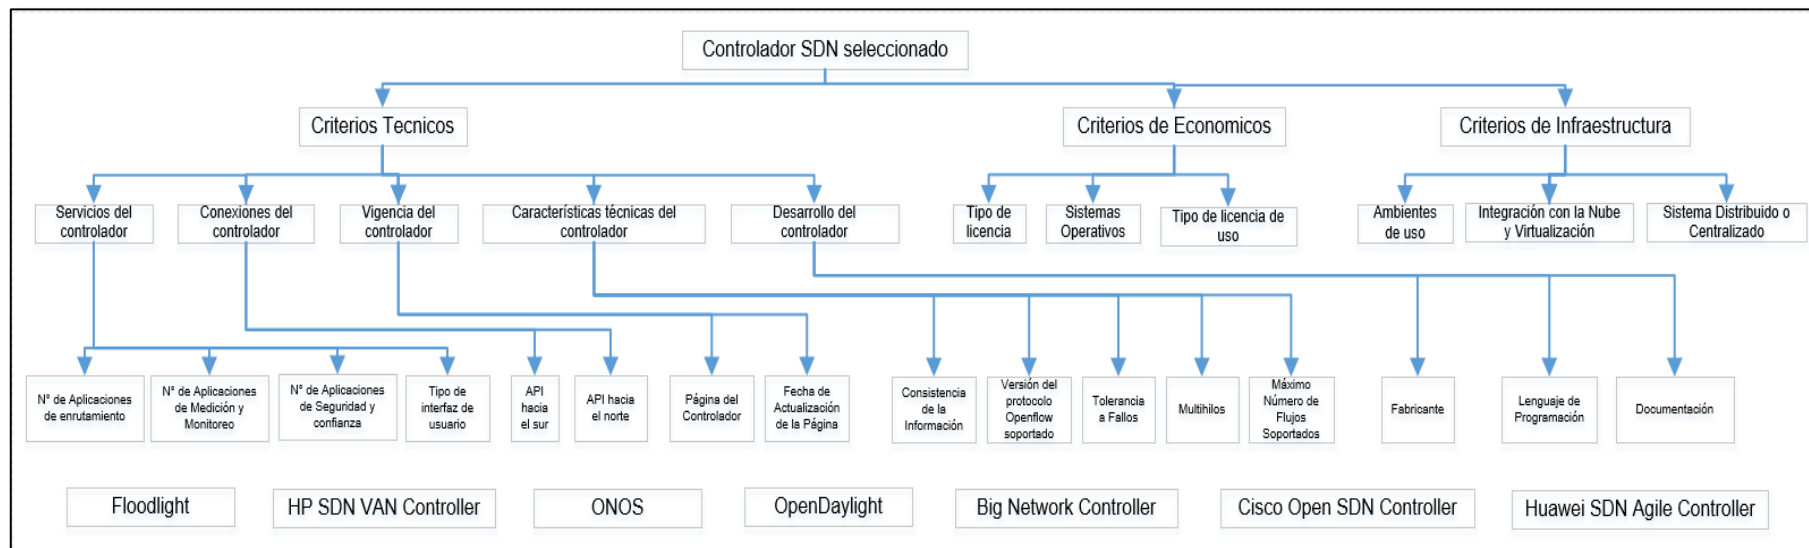 Controlador SDN seleccionado
Criterios Tecnicos
Criterios de Economicos
Criterios de Infraestructura
Servicios del
controlador
Conexiones del
controlador
Vigencia del
controlador
Características técnicas del
controlador
Desarrollo del
controlador
Tipo de
licencia
Sistemas
Operativos
Tipo de licencia de
uso
Ambientes
de uso
Integración con la Nube
y Virtualización
Sistema Distribuido o
Centralizado
N° de Aplicaciones
de enrutamiento
N° de Aplicaciones
de Medición y
Monitoreo
N° de Aplicaciones
de Seguridad y
confianza
Tipo de
interfaz de
usuario
API
hacia
el sur
API hacia
el norte
Página del
Controlador
Fecha de
Actualización
de la Página
Consistencia
de la
Información
Versión del
protocolo
Openflow
soportado
Tolerancia
a Fallos
Multihilos
Máximo
Número de
Flujos
Soportados
Fabricante
Lenguaje de
Programación
Documentación
Floodlight
HP SDN VAN Controller
ONOS
OpenDaylight
Big Network Controller
Cisco Open SDN Controller
Huawei SDN Agile Controller